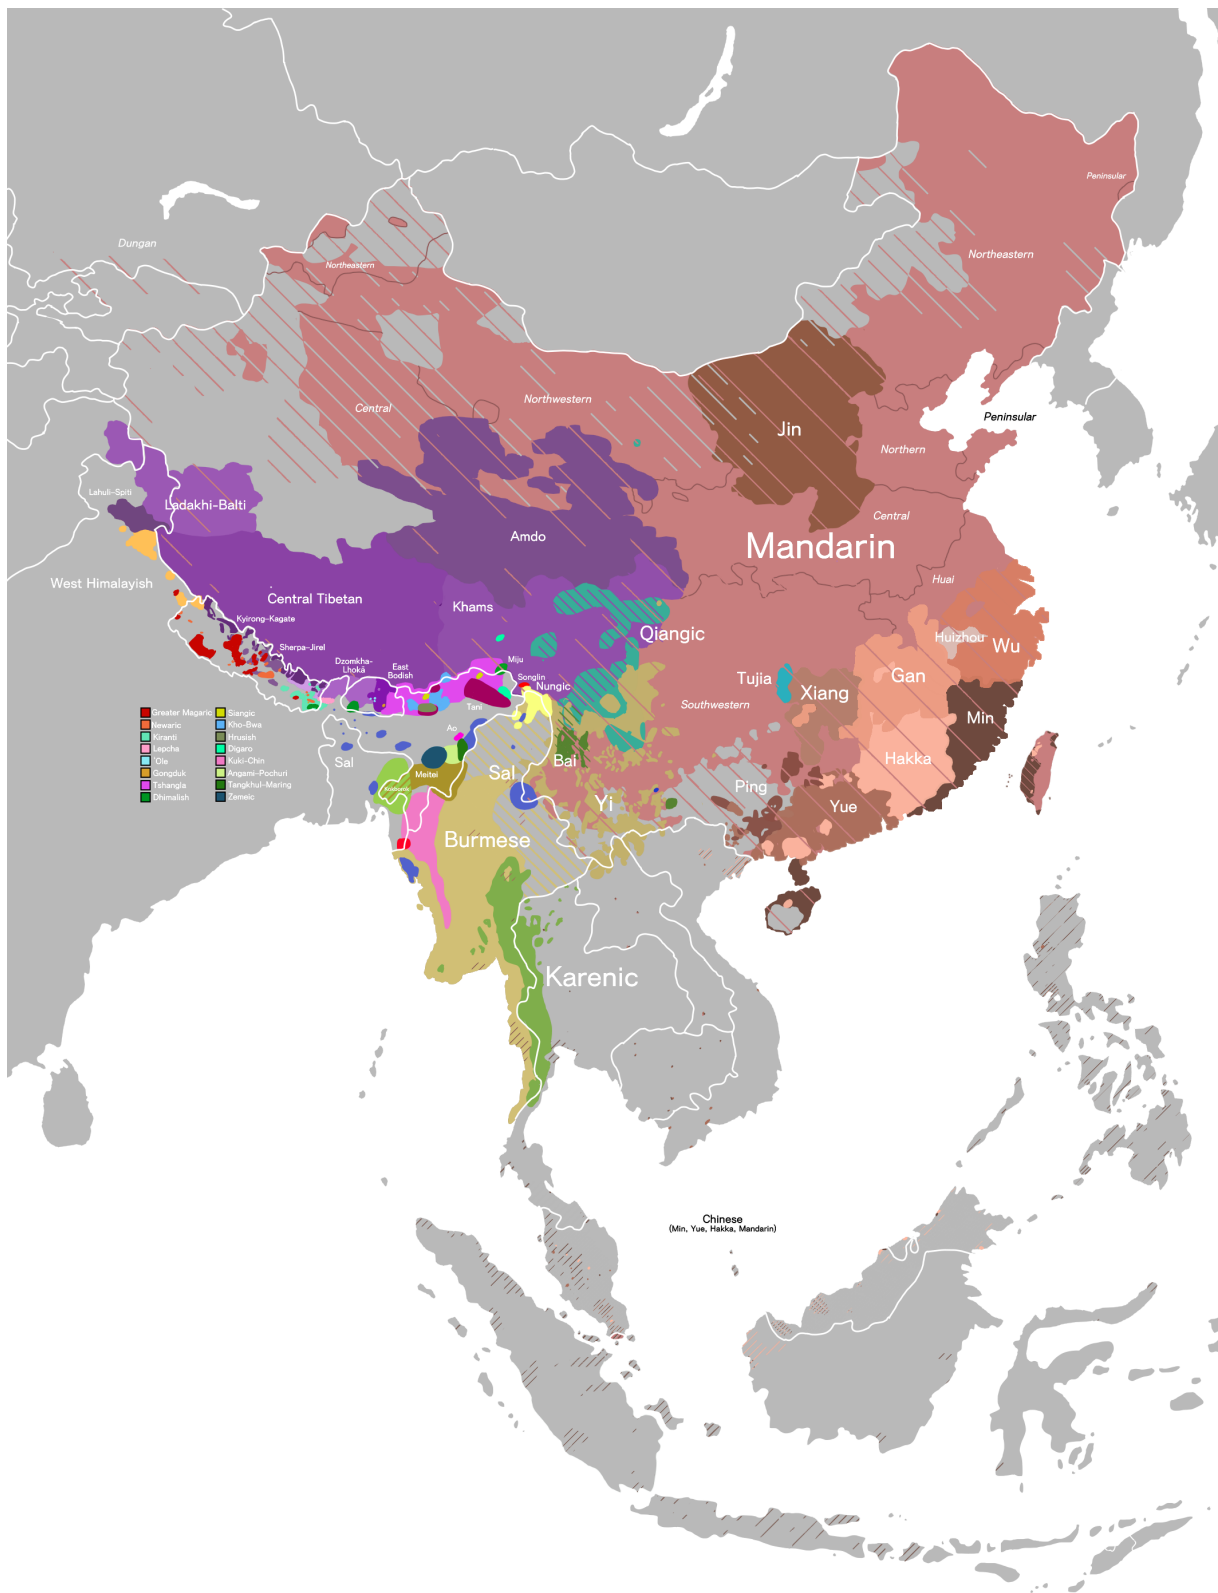 Peninsular
Dungan
Northeastern
Northeastern
Central
Northwestern
Peninsular
Jin
Northern
Lahuli-Spiti
Ladakhi-Balti
Central
Amdo
Mandarin
West Himalayish
Huai
Central Tibetan
Khams
Kyirong-Kagate
Qiangic
Huizhou
Wu
Sherpa-Jirel
Dzomkha-
Lhokä
East
Bodish
Miju
Gan
Songlin
Nungic
Tujia
Xiang
Tani
Southwestern
Min
Greater Magaric
Newaric
Kiranti
Lepcha
'Ole
Gongduk
Tshangla
Dhimalish
Siangic
Kho-Bwa
Hrusish
Digaro
Kuki-Chin
Angami-Pochuri
Tangkhul-Maring
Zemeic
Ao
Sal
Meitei
Sal
Bai
Hakka
Ping
Yi
Yue
Burmese
Karenic
Chinese
(Min, Yue, Hakka, Mandarin)